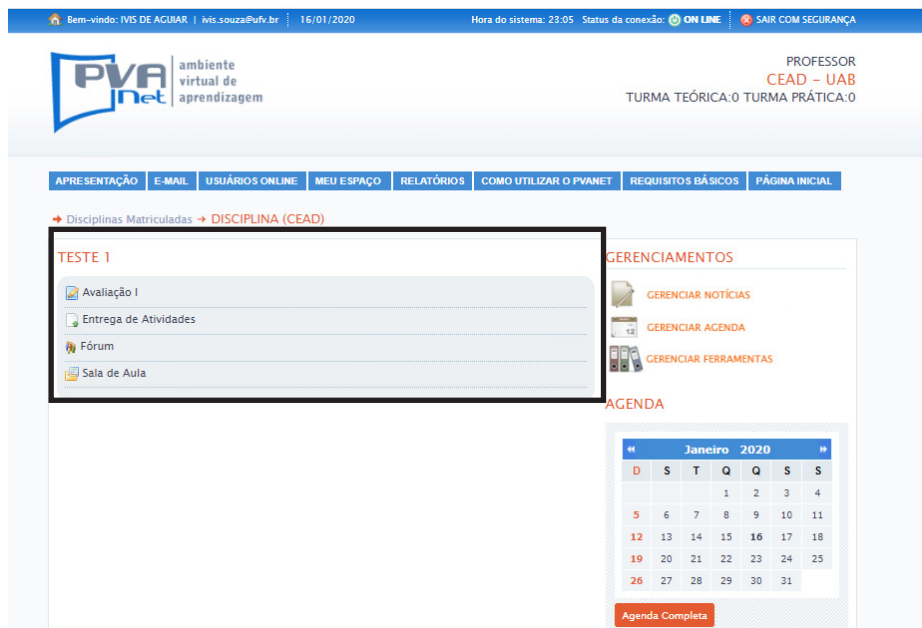 Bem-vindo: IVIS DE AGUIAR | ivis.souza@ufv.br 16/01/2020 Hora do sistema: 23:05 Status da conexão: ON LINE SAIR COM SEGURANÇA
PVANet
ambiente
virtual de
aprendizagem
PROFESSOR
CEAD - UAB
TURMA TEÓRICA:0 TURMA PRÁTICA:0
APRESENTAÇÃO E-MAIL USUÁRIOS ONLINE MEU ESPAÇO RELATÓRIOS COMO UTILIZAR O PVANET REQUISITOS BÁSICOS PÁGINA INICIAL
Disciplinas Matriculadas → DISCIPLINA (CEAD)
TESTE 1
Avaliação I
Entrega de Atividades
Fórum
Sala de Aula
GERENCIAMENTOS
GERENCIAR NOTÍCIAS
12 GERENCIAR AGENDA
GERENCIAR FERRAMENTAS
AGENDA
Janeiro 2020
D S T Q Q S S
1 2 3 4
5 6 7 8 9 10 11
12 13 14 15 16 17 18
19 20 21 22 23 24 25
26 27 28 29 30 31
Agenda Completa